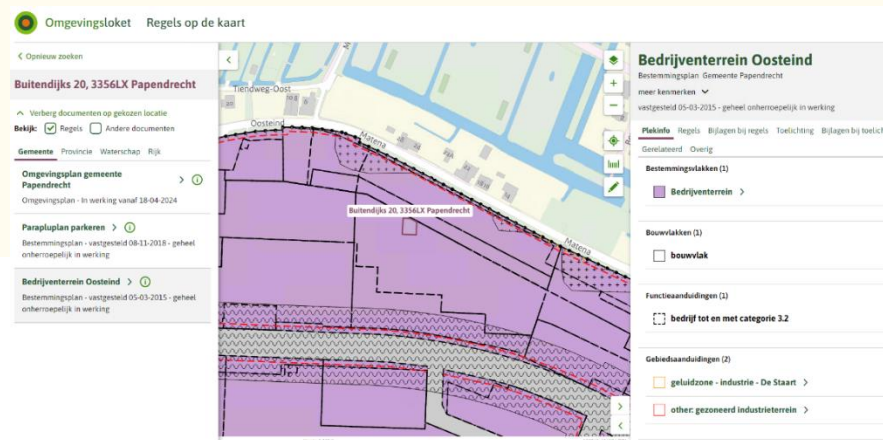 Omgevingsloket Regels op de kaart
Opnieuw zoeken
Buitendijks 20, 3356LX Papendrecht
Verberg documenten op gekozen locatie
Bekijk: Regels Andere documenten
Gemeente Provincie Waterschap Rijk
Omgevingsplan gemeente
Papendrecht
Omgevingsplan - In werking vanaf 18-04-2024
Parapluplan parkeren
Bestemmingsplan - vastgesteld 08-11-2018 - geheel
onherroepelijk in werking
Bedrijventerrein Oosteind
Bestemmingsplan - vastgesteld 05-03-2015 - geheel
onherroepelijk in werking
Tiendweg-Oost
Oosteind
Matena
Buitendijks 20, 3356LX Papendrecht
Matena
Bedrijventerrein Oosteind
Bestemmingsplan Gemeente Papendrecht
meer kenmerken
vastgesteld 05-03-2015 - geheel onherroepelijk in werking
Plekinfo Regels Bijlagen bij regels Toelichting Bijlagen bij toelich
Gerelateerd Overig
Bestemmingsvlakken (1)
Bedrijventerrein
Bouwvlakken (1)
bouwvlak
Functieaanduidingen (1)
bedrijf tot en met categorie 3.2
Gebiedsaanduidingen (2)
geluidzone - industrie - De Staart
other: gezoneerd industrieterrein